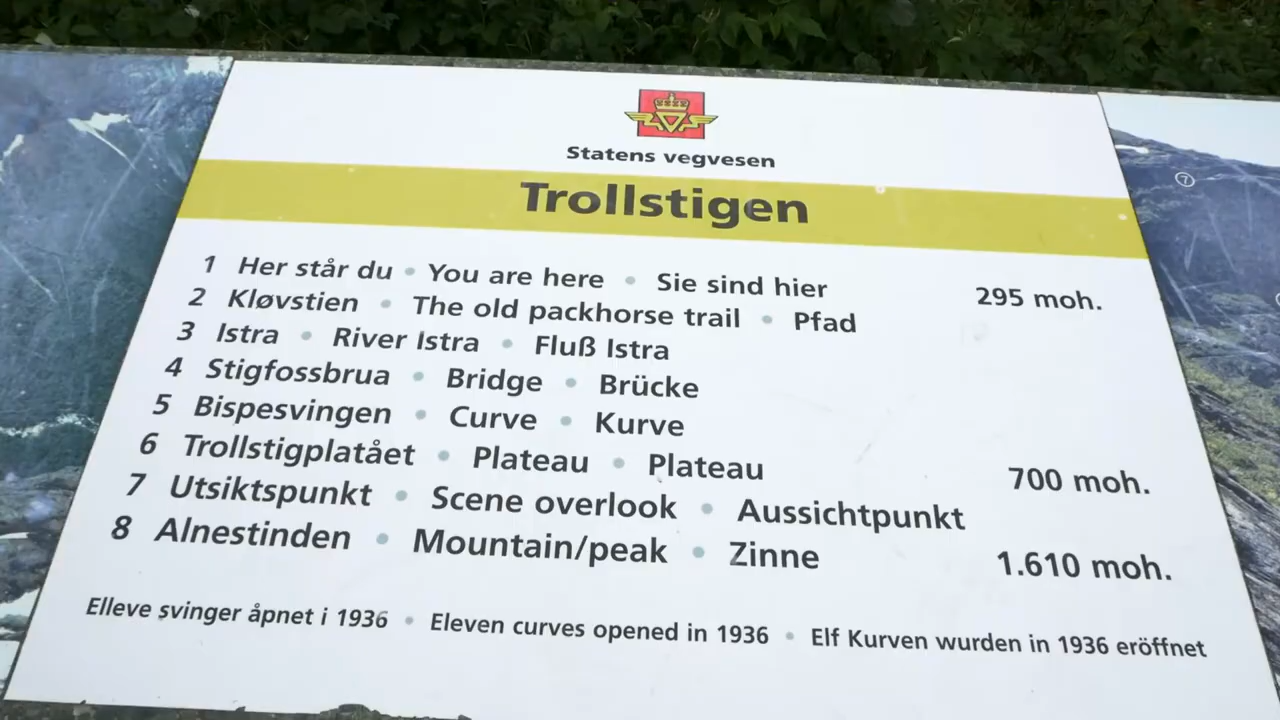 Statens vegvesen
Trollstigen
1 Her står du • You are here • Sie sind hier 295 moh.
2 Kløvstien • The old packhorse trail • Pfad
3 Istra • River Istra • Fluß Istra
4 Stigfossbrua • Bridge • Brücke
5 Bispesvingen • Curve • Kurve
6 Trollstigplatået • Plateau • Plateau 700 moh.
7 Utsiktspunkt • Scene overlook • Aussichtpunkt
8 Alnestinden • Mountain/peak • Zinne 1.610 moh.
Elleve svinger åpnet i 1936 • Eleven curves opened in 1936 • Elf Kurven wurden in 1936 eröffnet
7